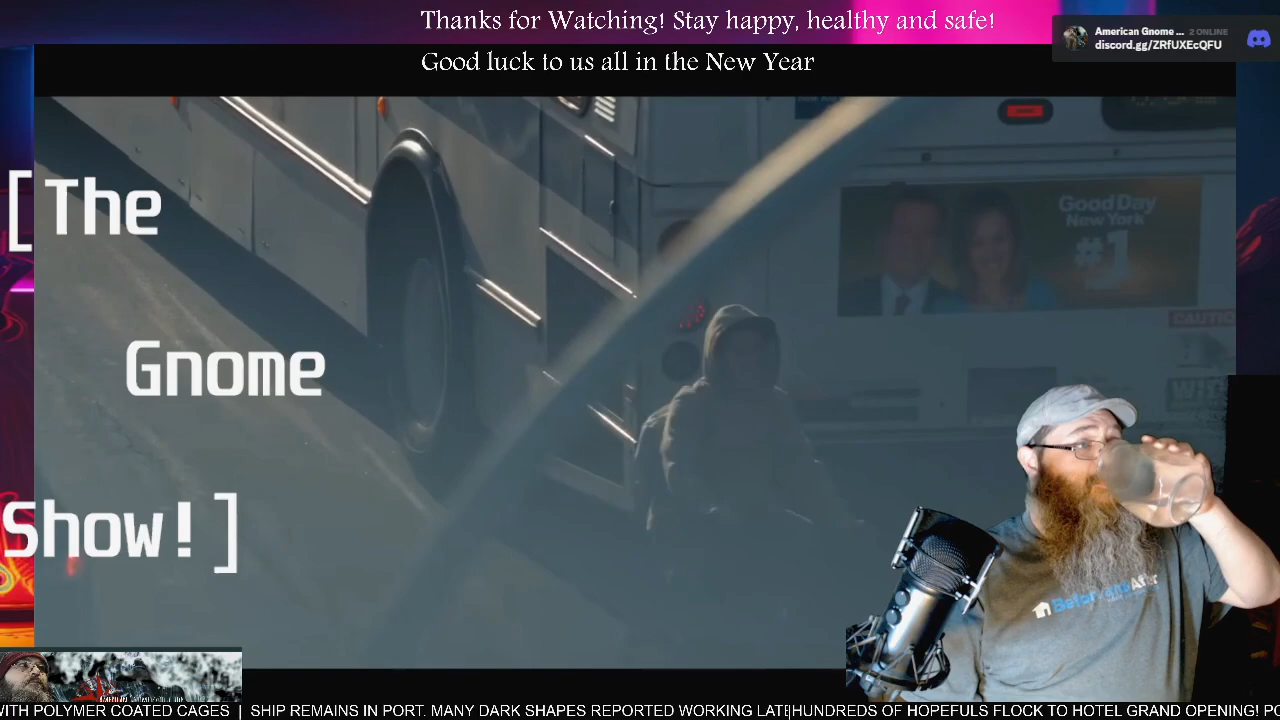 Thanks for Watching! Stay happy, healthy and safe!
Good luck to us all in the New Year
American Gnome ... 2 ONLINE
discord.gg/ZRfUXEcQFU
[The
Gnome
Show!]
Good Day
New York
#1
CAUTIO
WIFI
WITH POLYMER COATED CAGES | SHIP REMAINS IN PORT. MANY DARK SHAPES REPORTED WORKING LATE|HUNDREDS OF HOPEFULS FLOCK TO HOTEL GRAND OPENING! PO